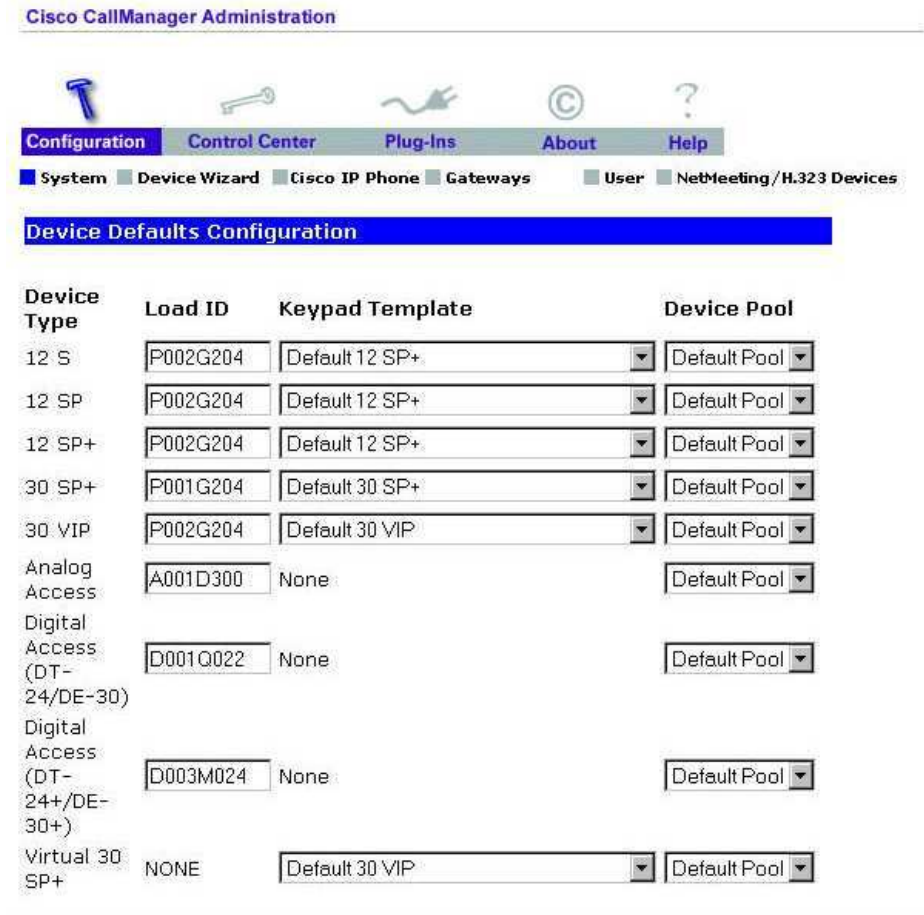 Cisco CallManager Administration
©
?
Configuration Control Center Plug-Ins About Help
System Device Wizard Cisco IP Phone Gateways User NetMeeting/H.323 Devices
Device Defaults Configuration
Device
Type Load ID Keypad Template Device Pool
12 S P002G204 Default 12 SP+ Default Pool
12 SP P002G204 Default 12 SP+ Default Pool
12 SP+ P002G204 Default 12 SP+ Default Pool
30 SP+ P001G204 Default 30 SP+ Default Pool
30 VIP P002G204 Default 30 VIP Default Pool
Analog
Access A001D300 None Default Pool
Digital
Access
(DT-
24/DE-30) D001Q022 None Default Pool
Digital
Access
(DT-
24+/DE-
30+) D003M024 None Default Pool
Virtual 30
SP+ NONE Default 30 VIP Default Pool